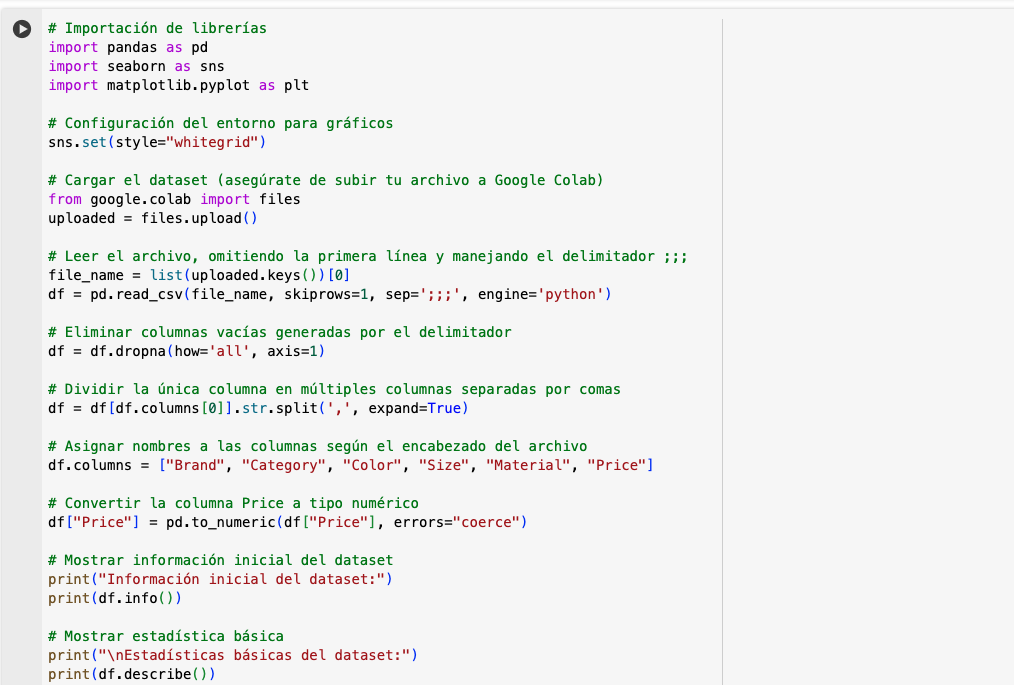 # Importación de librerías
import pandas as pd
import seaborn as sns
import matplotlib.pyplot as plt
# Configuración del entorno para gráficos
sns.set(style="whitegrid")
# Cargar el dataset (asegúrate de subir tu archivo a Google Colab)
from google.colab import files
uploaded = files.upload()
# Leer el archivo, omitiendo la primera línea y manejando el delimitador ;;;
file_name = list(uploaded.keys())[0]
df = pd.read_csv(file_name, skiprows=1, sep=';;;', engine='python')
# Eliminar columnas vacías generadas por el delimitador
df = df.dropna(how='all', axis=1)
# Dividir la única columna en múltiples columnas separadas por comas
df = df[df.columns[0]].str.split(',', expand=True)
# Asignar nombres a las columnas según el encabezado del archivo
df.columns = ["Brand", "Category", "Color", "Size", "Material", "Price"]
# Convertir la columna Price a tipo numérico
df["Price"] = pd.to_numeric(df["Price"], errors="coerce")
# Mostrar información inicial del dataset
print("Información inicial del dataset:")
print(df.info())
# Mostrar estadística básica
print("\nEstadísticas básicas del dataset:")
print(df.describe())